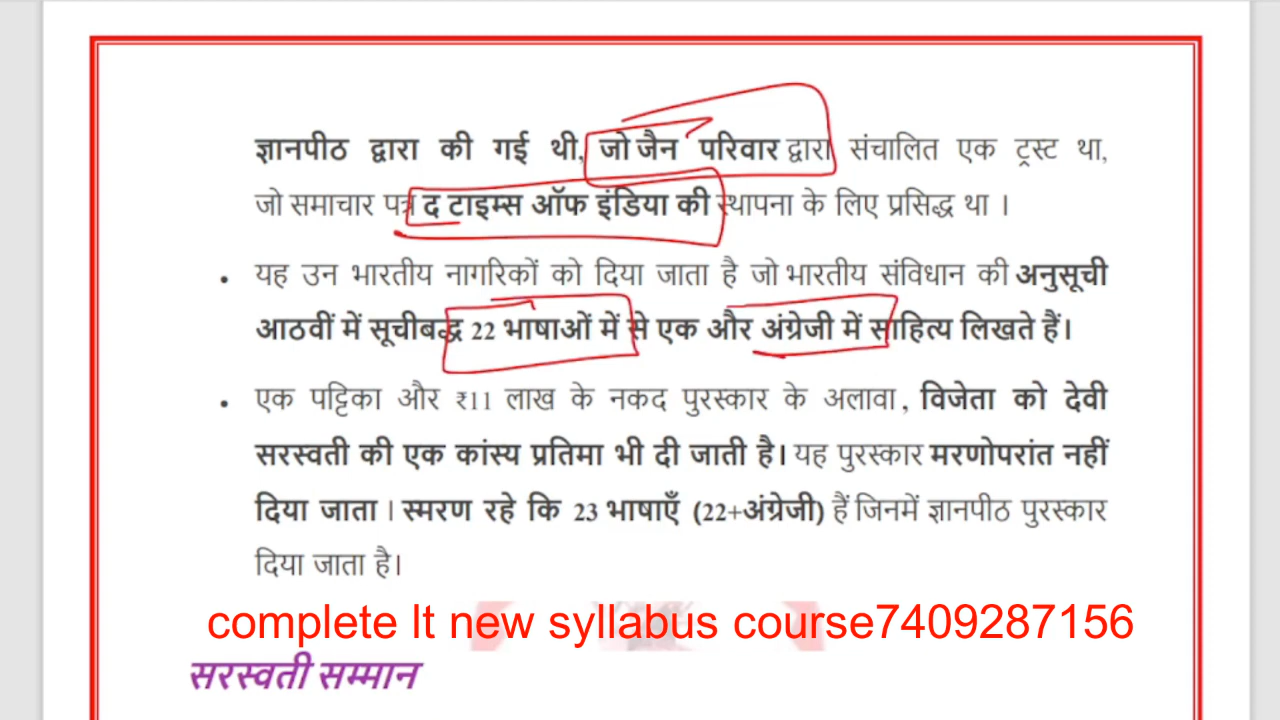 ज्ञानपीठ द्वारा की गई थी, जो जैन परिवार द्वारा संचालित एक ट्रस्ट था,
जो समाचार पत्र द टाइम्स ऑफ इंडिया की स्थापना के लिए प्रसिद्ध था ।
• यह उन भारतीय नागरिकों को दिया जाता है जो भारतीय संविधान की अनुसूची
आठवीं में सूचीबद्ध 22 भाषाओं में से एक और अंग्रेजी में साहित्य लिखते हैं।
• एक पट्टिका और ₹11 लाख के नकद पुरस्कार के अलावा, विजेता को देवी
सरस्वती की एक कांस्य प्रतिमा भी दी जाती है। यह पुरस्कार मरणोपरांत नहीं
दिया जाता । स्मरण रहे कि 23 भाषाएँ (22+अंग्रेजी) हैं जिनमें ज्ञानपीठ पुरस्कार
दिया जाता है।
complete lt new syllabus course7409287156
सरस्वती सम्मान